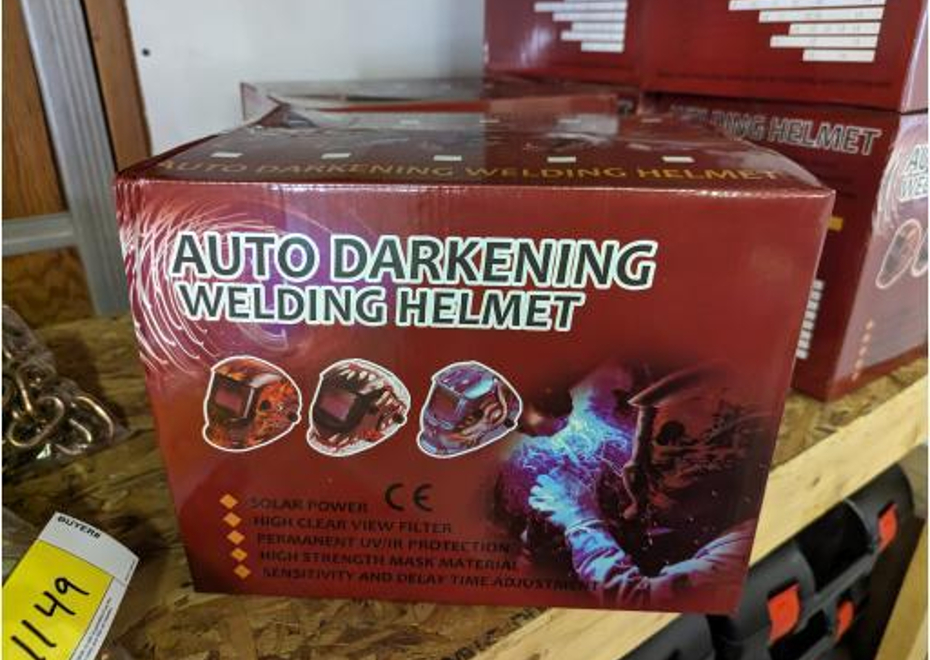 WELDING HELMET
AUTO DARKENING WELDING HELMET
AUTO DARKENING
WELDING HELMET
CE
SOLAR POWER
HIGH CLEAR VIEW FILTER
PERMANENT UV/IR PROTECTION
HIGH STRENGTH MASK MATERIAL
SENSITIVITY AND DELAY TIME ADJUSTMENT
BUYER#
1149